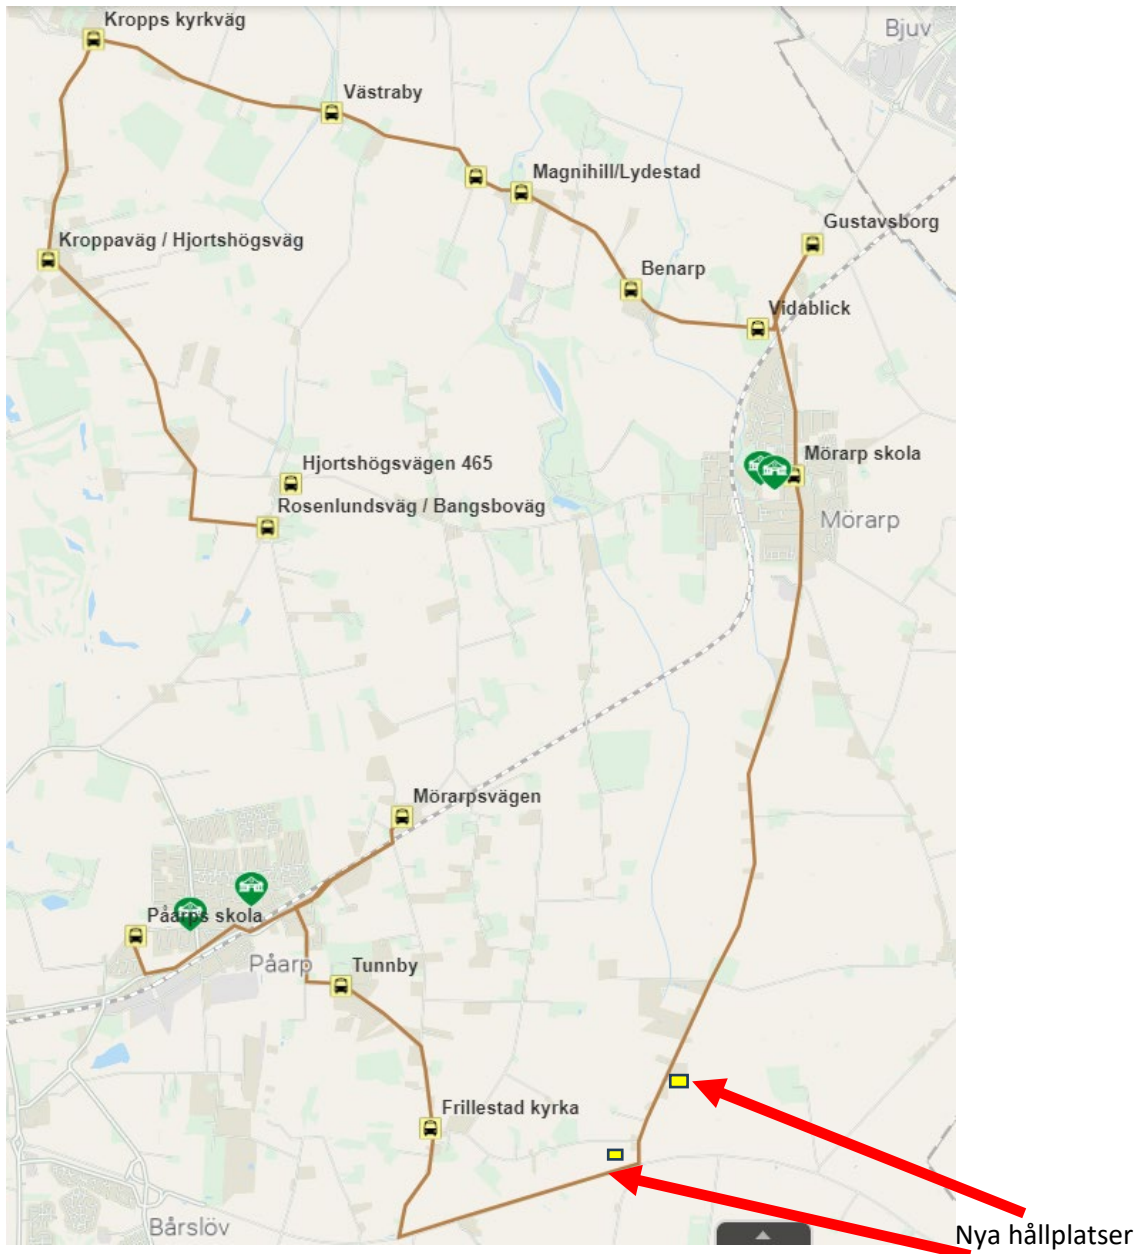 Kropps kyrkväg
Bjuv
Västraby
Magnihill/Lydestad
Gustavsborg
Kroppaväg / Hjortshögsväg
Benarp
Vidablick
Mörarp skola
Hjortshögsvägen 465
Rosenlundsväg / Bangsboväg
Mörarp
Mörarpsvägen
Påarps skola
Påarp
Tunnby
Frillestad kyrka
Bårslöv
Nya hållplatser